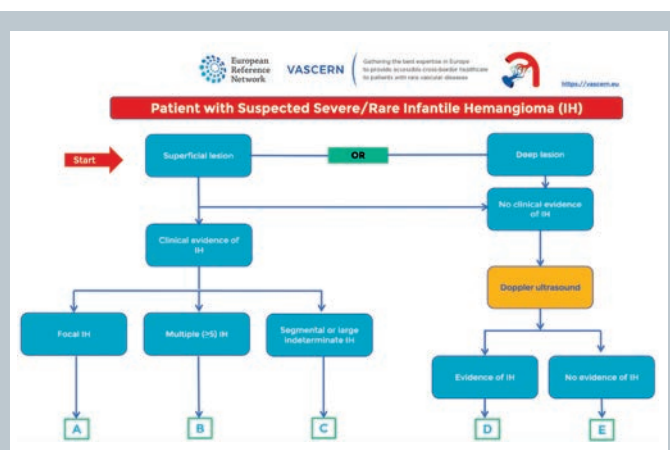 European
Reference
Network
VASCERN
Gathering the best expertise in Europe
to provide accessible cross-border healthcare
to patients with rare vascular diseases
https://vascern.eu
Patient with Suspected Severe/Rare Infantile Hemangioma (IH)
Start
Superficial lesion
OR
Deep lesion
No clinical evidence
of IH
Clinical evidence of
IH
Doppler ultrasound
Focal IH
Multiple (>5) IH
Segmental or large
indeterminate IH
Evidence of IH
No evidence of IH
A
B
C
D
E